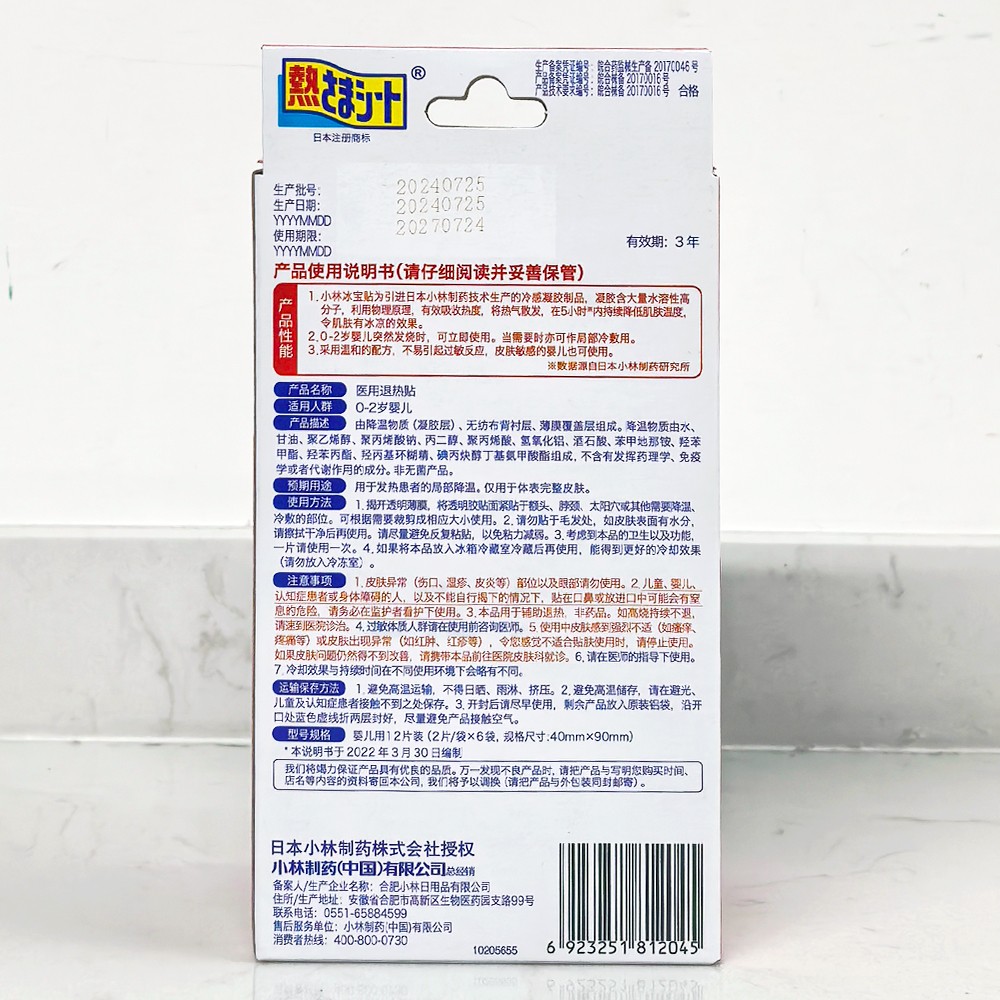 熱さまシート®
日本注册商标
生产备案凭证编号：皖合药监械生产备 20170046号
产品备案凭证编号：皖合械备 20170016号
产品技术要求编号：皖合械备 20170016号 合格
生产批号： 20240725
生产日期： 20240725
YYYYMMDD
使用期限： 20270724
YYYYMMDD
有效期：3年
产品使用说明书(请仔细阅读并妥善保管)
产品性能
1.小林冰宝贴为引进日本小林制药技术生产的冷感凝胶制品，凝胶含大量水溶性高
分子，利用物理原理，有效吸收热度，将热气散发，在5小时※内持续降低肌肤温度，
令肌肤有冰凉的效果。
2.0-2岁婴儿突然发烧时，可立即使用。当需要时亦可作局部冷敷用。
3.采用温和的配方，不易引起过敏反应，皮肤敏感的婴儿也可使用。
※数据源自日本小林制药研究所
产品名称 医用退热贴
适用人群 0-2岁婴儿
产品描述 由降温物质（凝胶层）、无纺布背衬层、薄膜覆盖层组成。降温物质由水、
甘油、聚乙烯醇、聚丙烯酸钠、丙二醇、聚丙烯酸、氢氧化铝、酒石酸、苯甲地那铵、羟苯
甲酯、羟苯丙酯、羟丙基环糊精、碘丙炔醇丁基氨甲酸酯组成，不含有发挥药理学、免疫
学或者代谢作用的成分。非无菌产品。
预期用途 用于发热患者的局部降温。仅用于体表完整皮肤。
使用方法 1.揭开透明薄膜，将透明胶贴面紧贴于额头、脖颈、太阳穴或其他需要降温、
冷敷的部位。可根据需要裁剪成相应大小使用。2.请勿贴于毛发处，如皮肤表面有水分，
请擦拭干净后再使用。请尽量避免反复粘贴，以免粘力减弱。3.考虑到本品的卫生以及功能，
一片请使用一次。4.如果将本品放入冰箱冷藏室冷藏后再使用，能得到更好的冷却效果
（请勿放入冷冻室）。
注意事项 1.皮肤异常（伤口、湿疹、皮炎等）部位以及眼部请勿使用。2.儿童、婴儿、
认知症患者或身体障碍的人，以及不能自行揭下的情况下，贴在口鼻或放进口中可能会有窒
息的危险，请务必在监护者看护下使用。3.本品用于辅助退热，非药品。如高烧持续不退，
请速到医院诊治。4.过敏体质人群请在使用前咨询医师。5.使用中皮肤感到强烈不适（如瘙痒、
疼痛等）或皮肤出现异常（如红肿、红疹等），令您感觉不适合贴肤使用时，请停止使用。
如果皮肤问题仍然得不到改善，请携带本品前往医院皮肤科就诊。6.请在医师的指导下使用。
7.冷却效果与持续时间在不同使用环境下会略有不同。
运输保存方法 1.避免高温运输，不得日晒、雨淋、挤压。2.避免高温储存，请在避光、
儿童及认知症患者接触不到之处保存。3.开封后请尽早使用，剩余产品放入原装铝袋，沿开
口处蓝色虚线折两层封好，尽量避免产品接触空气。
型号规格 婴儿用12片装（2片/袋×6袋，规格尺寸:40mm×90mm）
*本说明书于2022年3月30日编制
我们将竭力保证产品具有优良的品质。万一发现不良产品时，请把产品与写明您购买时间、
店名等内容的资料寄回本公司，我们将予以调换（请把产品与外包装同封邮寄）。
日本小林制药株式会社授权
小林制药(中国)有限公司总经销
备案人/生产企业名称：合肥小林日用品有限公司
住所/生产地址：安徽省合肥市高新区生物医药园支路99号
联系电话：0551-65884599
售后服务单位：小林制药(中国)有限公司
消费者热线：400-800-0730
10205655
6 923251 812045